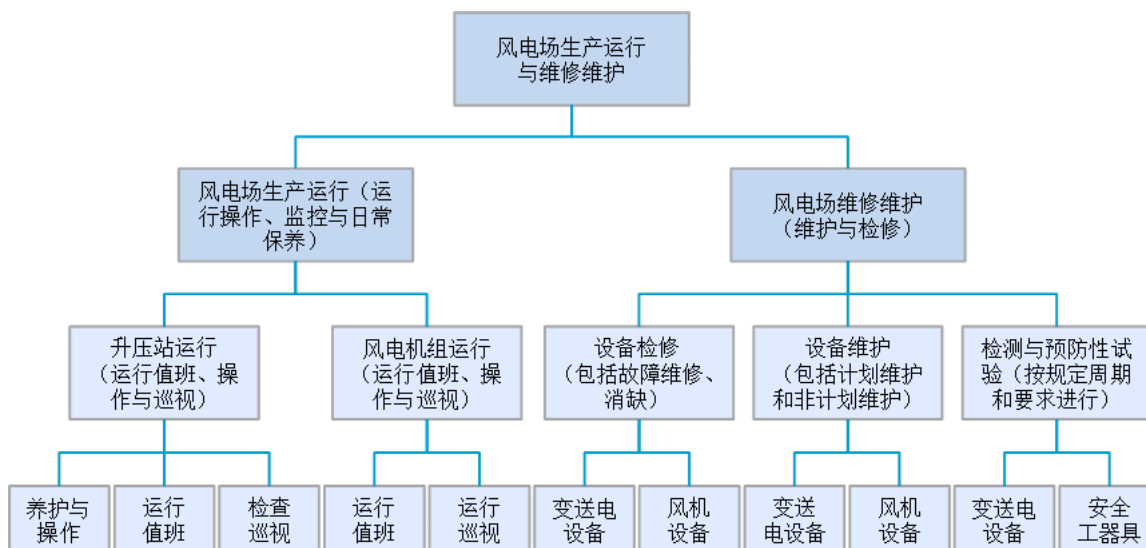 风电场生产运行
与维修维护
风电场生产运行（运
行操作、监控与日常
保养）
风电场维修维护
（维护与检修）
升压站运行
（运行值班、操
作与巡视）
风电机组运行
（运行值班、操
作与巡视）
设备检修
（包括故障维修、
消缺）
设备维护
（包括计划维护
和非计划维护）
检测与预防性试
验（按规定周期
和要求进行）
养护与
操作
运行
值班
检查
巡视
运行
值班
运行
巡视
变送电
设备
风机
设备
变送
电设备
风机
设备
变送电
设备
安全
工器具